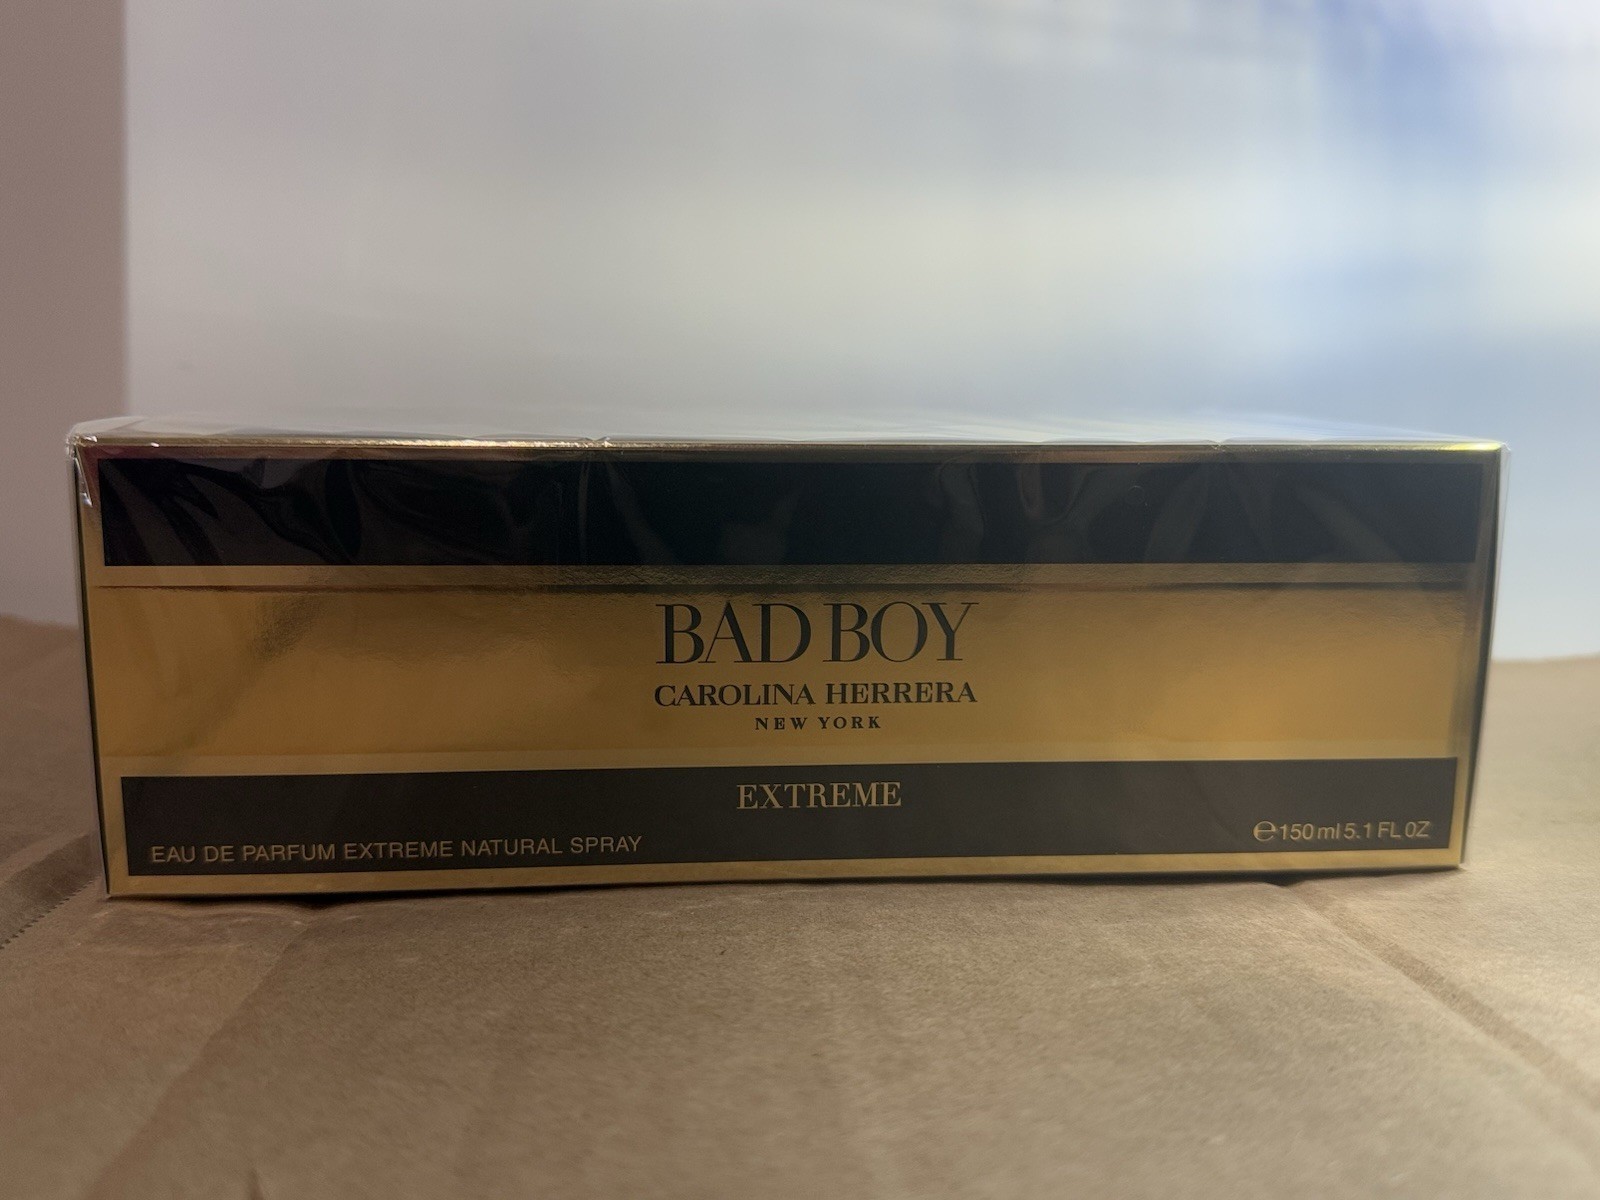 BAD BOY
CAROLINA HERRERA
NEW YORK
EXTREME
EAU DE PARFUM EXTREME NATURAL SPRAY
℮150 ml 5.1 FL OZ